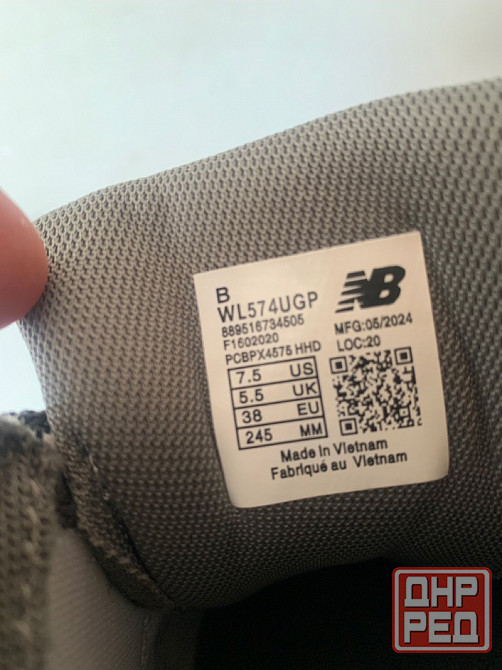 B
WL574UGP
889516734505
F1602020
PCBPX4575 HHD
NB
MFG:05/2024
LOC:20
7.5 US
5.5 UK
38 EU
245 MM
Made in Vietnam
Fabriqué au Vietnam
ДНР
РЕД